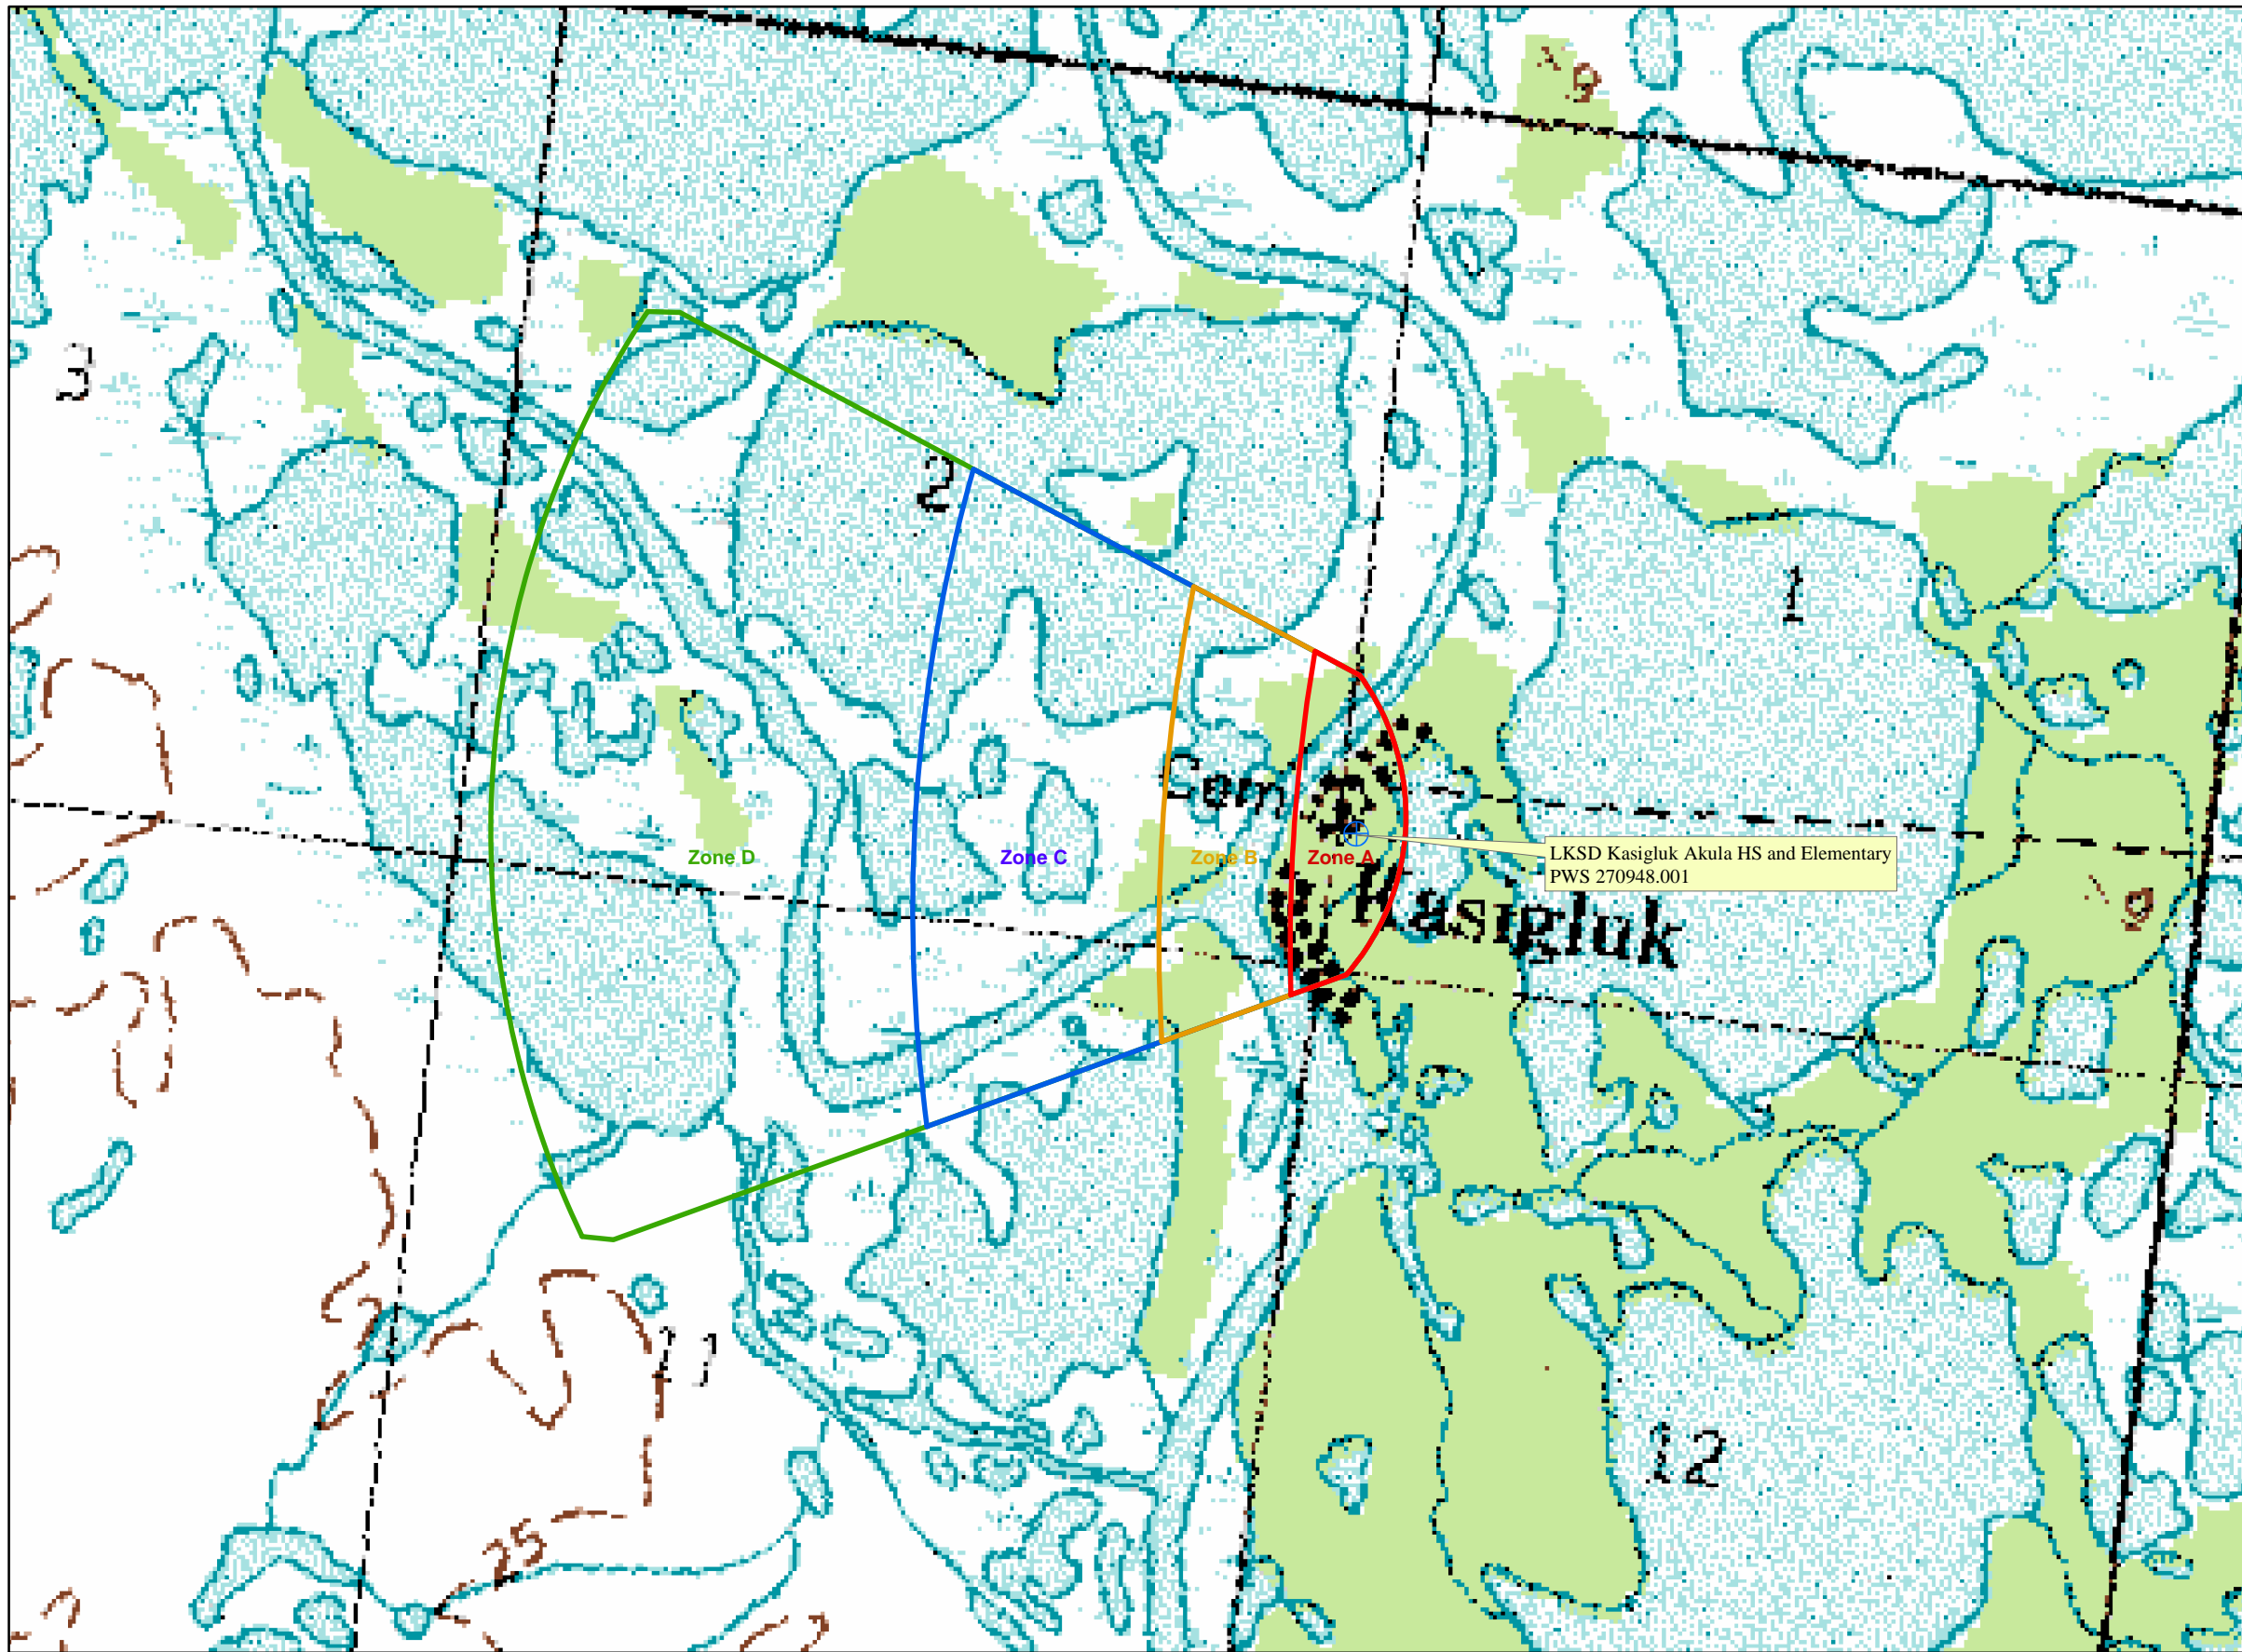 9
3
2
1
Cem
Zone D
Zone C
Zone B
Zone A
LKSD Kasigluk Akula HS and Elementary
PWS 270948.001
Kasigluk
9
11
12
25